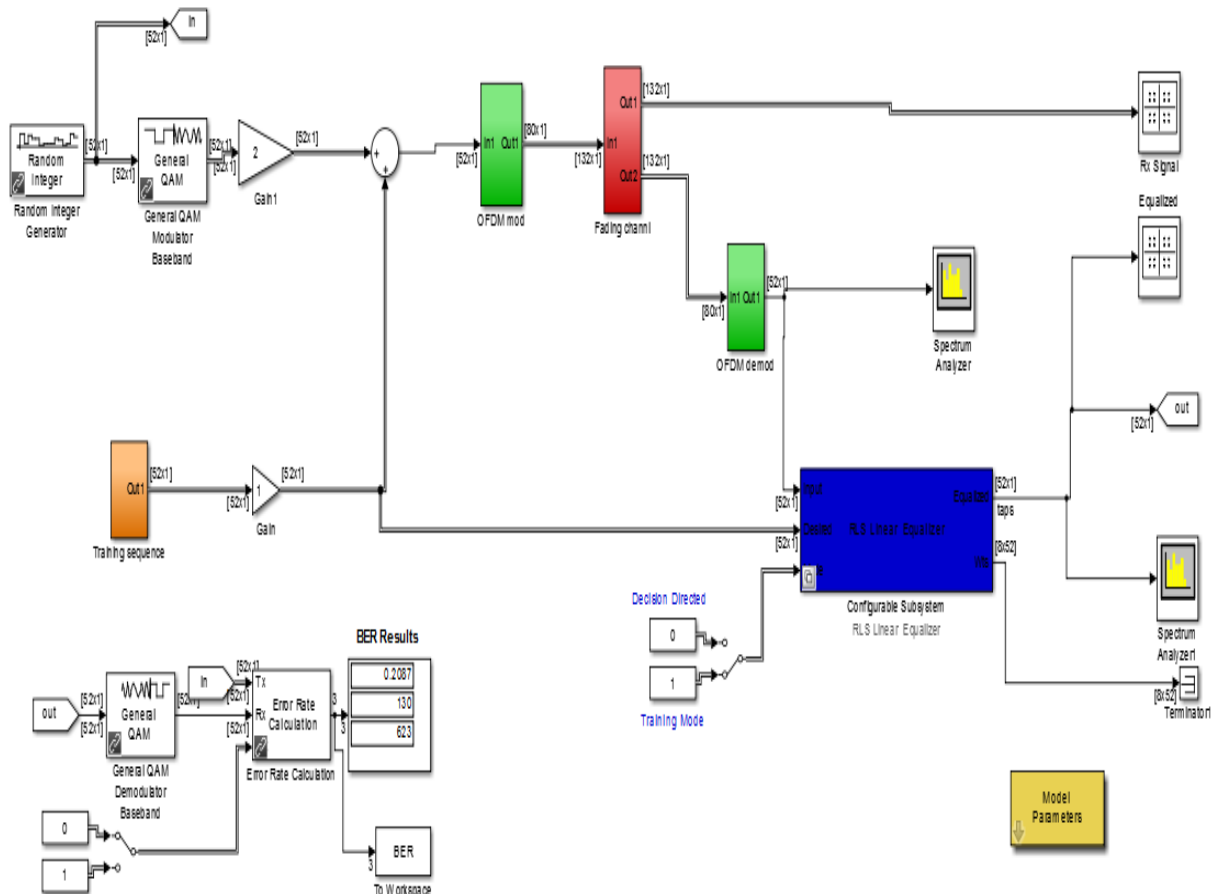 In
[52x1]
Random
Integer
Random Integer
Generator
[52x1]
[52x1]
General
QAM
General QAM
Modulator
Baseband
[52x1]
[52x1]
2
Gain1
[52x1]
+
+
[52x1]
In1 Out1
OFDM mod
[80x1]
[132x1]
Out1
In1
Out2
Fading channl
[132x1]
[132x1]
Rx Signal
Equalized
[80x1]
In1 Out1
OFDM demod
[52x1]
Spectrum
Analyzer
out
[52x1]
Out1
Training sequence
[52x1]
[52x1]
1
Gain
[52x1]
Input
[52x1]
Desired
[52x1]
RLS Linear Equalizer
Equalized
Wts
[52x1]
taps
[8x52]
Configurable Subsystem
RLS Linear Equalizer
Decision Directed
0
1
Training Mode
Spectrum
Analyzer1
[8x52]
Terminator1
BER Results
0.2087
130
623
out
[52x1]
[52x1]
General
QAM
General QAM
Demodulator
Baseband
[52x1]
In
[52x1]
[52x1]
[52x1]
Tx
Rx
Error Rate
Calculation
Error Rate Calculation
3
3
0
1
3
BER
To Workspace
Model
Parameters